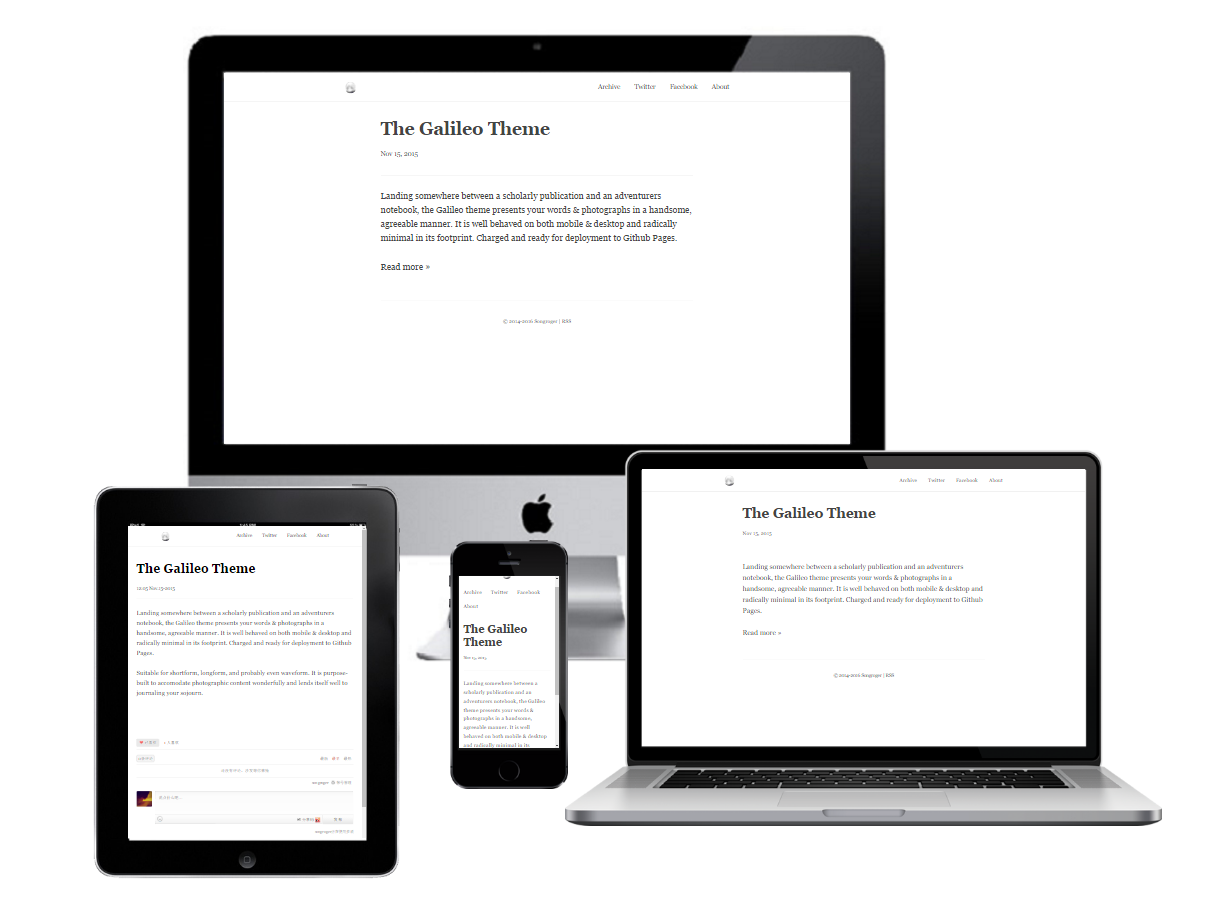 Archive Twitter Facebook About
The Galileo Theme
Nov 15, 2015
Landing somewhere between a scholarly publication and an adventurers
notebook, the Galileo theme presents your words & photographs in a handsome,
agreeable manner. It is well behaved on both mobile & desktop and radically
minimal in its footprint. Charged and ready for deployment to Github Pages.
Read more »
© 2014-2016 Soegroger | RSS
Archive Twitter Facebook About
The Galileo Theme
12:05 Nov 15 2015
Landing somewhere between a scholarly publication and an adventurers
notebook, the Galileo theme presents your words & photographs in a
handsome, agreeable manner. It is well behaved on both mobile & desktop and
radically minimal in its footprint. Charged and ready for deployment to Github
Pages.
Suitable for shortform, longform, and probably even waveform. It is purpose-
built to accomodate photographic content wonderfully and lends itself well to
journaling your sojourn.
Archive Twitter Facebook
About
The Galileo
Theme
Nov 15, 2015
Landing somewhere between a
scholarly publication and an
adventurers notebook, the Galileo
theme presents your words &
photographs in a handsome,
agreeable manner. It is well
behaved on both mobile & desktop
and radically minimal in its
Archive Twitter Facebook About
The Galileo Theme
Nov 15, 2015
Landing somewhere between a scholarly publication and an adventurers
notebook, the Galileo theme presents your words & photographs in a
handsome, agreeable manner. It is well behaved on both mobile & desktop and
radically minimal in its footprint. Charged and ready for deployment to Github
Pages.
Read more »
© 2014-2016 | RSS